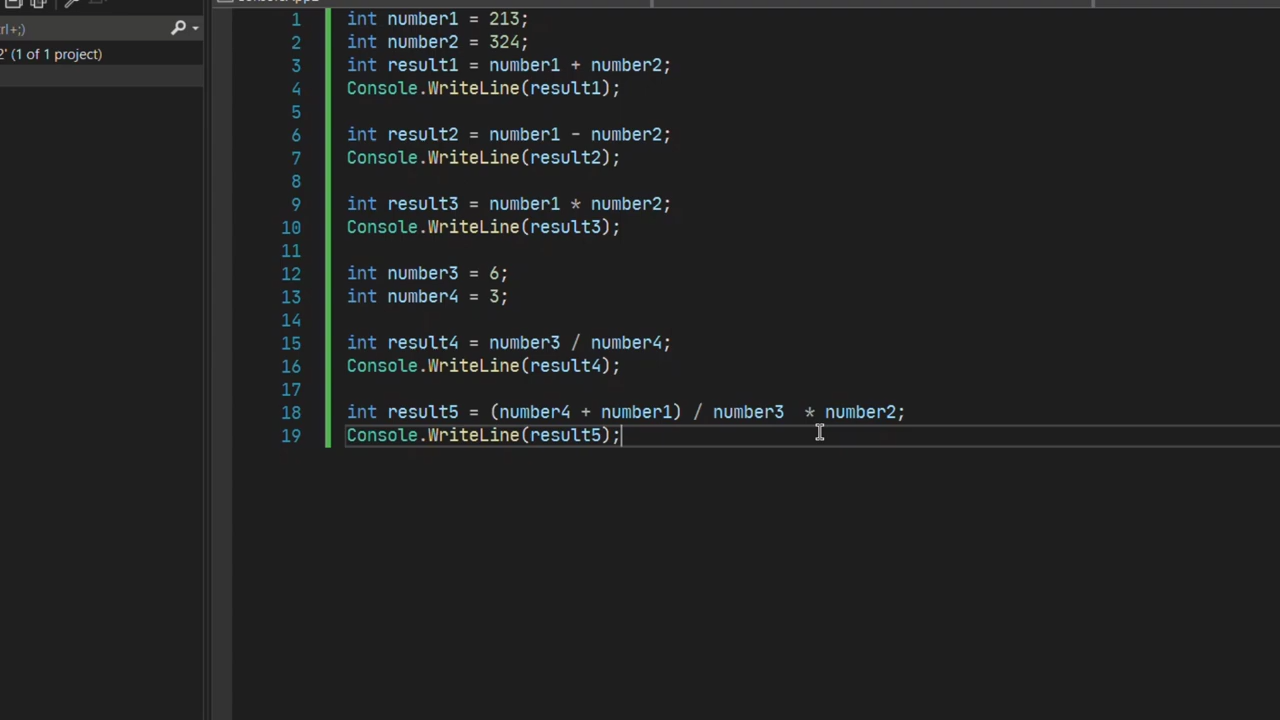 rl+;)
2' (1 of 1 project)
1 int number1 = 213;
2 int number2 = 324;
3 int result1 = number1 + number2;
4 Console.WriteLine(result1);
5
6 int result2 = number1 - number2;
7 Console.WriteLine(result2);
8
9 int result3 = number1 * number2;
10 Console.WriteLine(result3);
11
12 int number3 = 6;
13 int number4 = 3;
14
15 int result4 = number3 / number4;
16 Console.WriteLine(result4);
17
18 int result5 = (number4 + number1) / number3  * number2;
19 Console.WriteLine(result5);